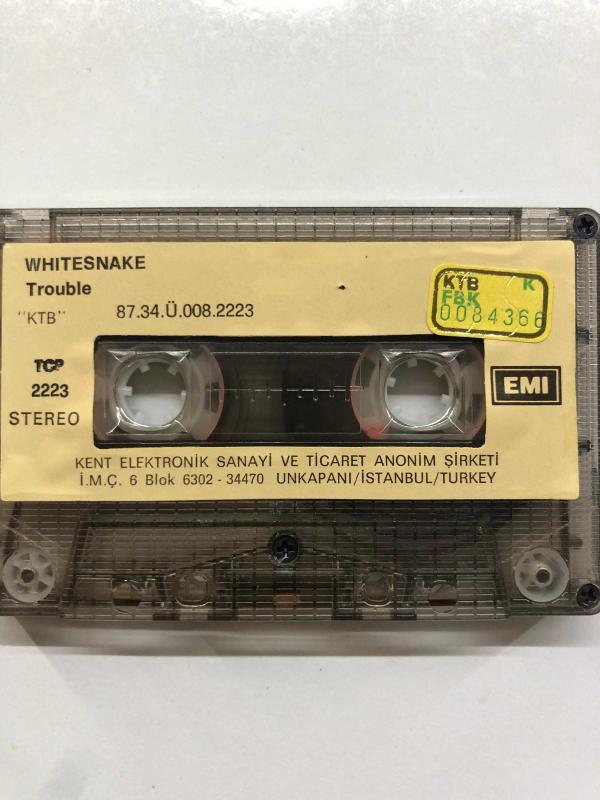 WHITESNAKE
Trouble
"KTB" 87.34.Ü.008.2223
KTB K
FBK
0084366
TCP
2223
STEREO
EMI
KENT ELEKTRONİK SANAYİ VE TİCARET ANONİM ŞİRKETİ
İ.M.Ç. 6 Blok 6302 - 34470 UNKAPANI/İSTANBUL/TURKEY